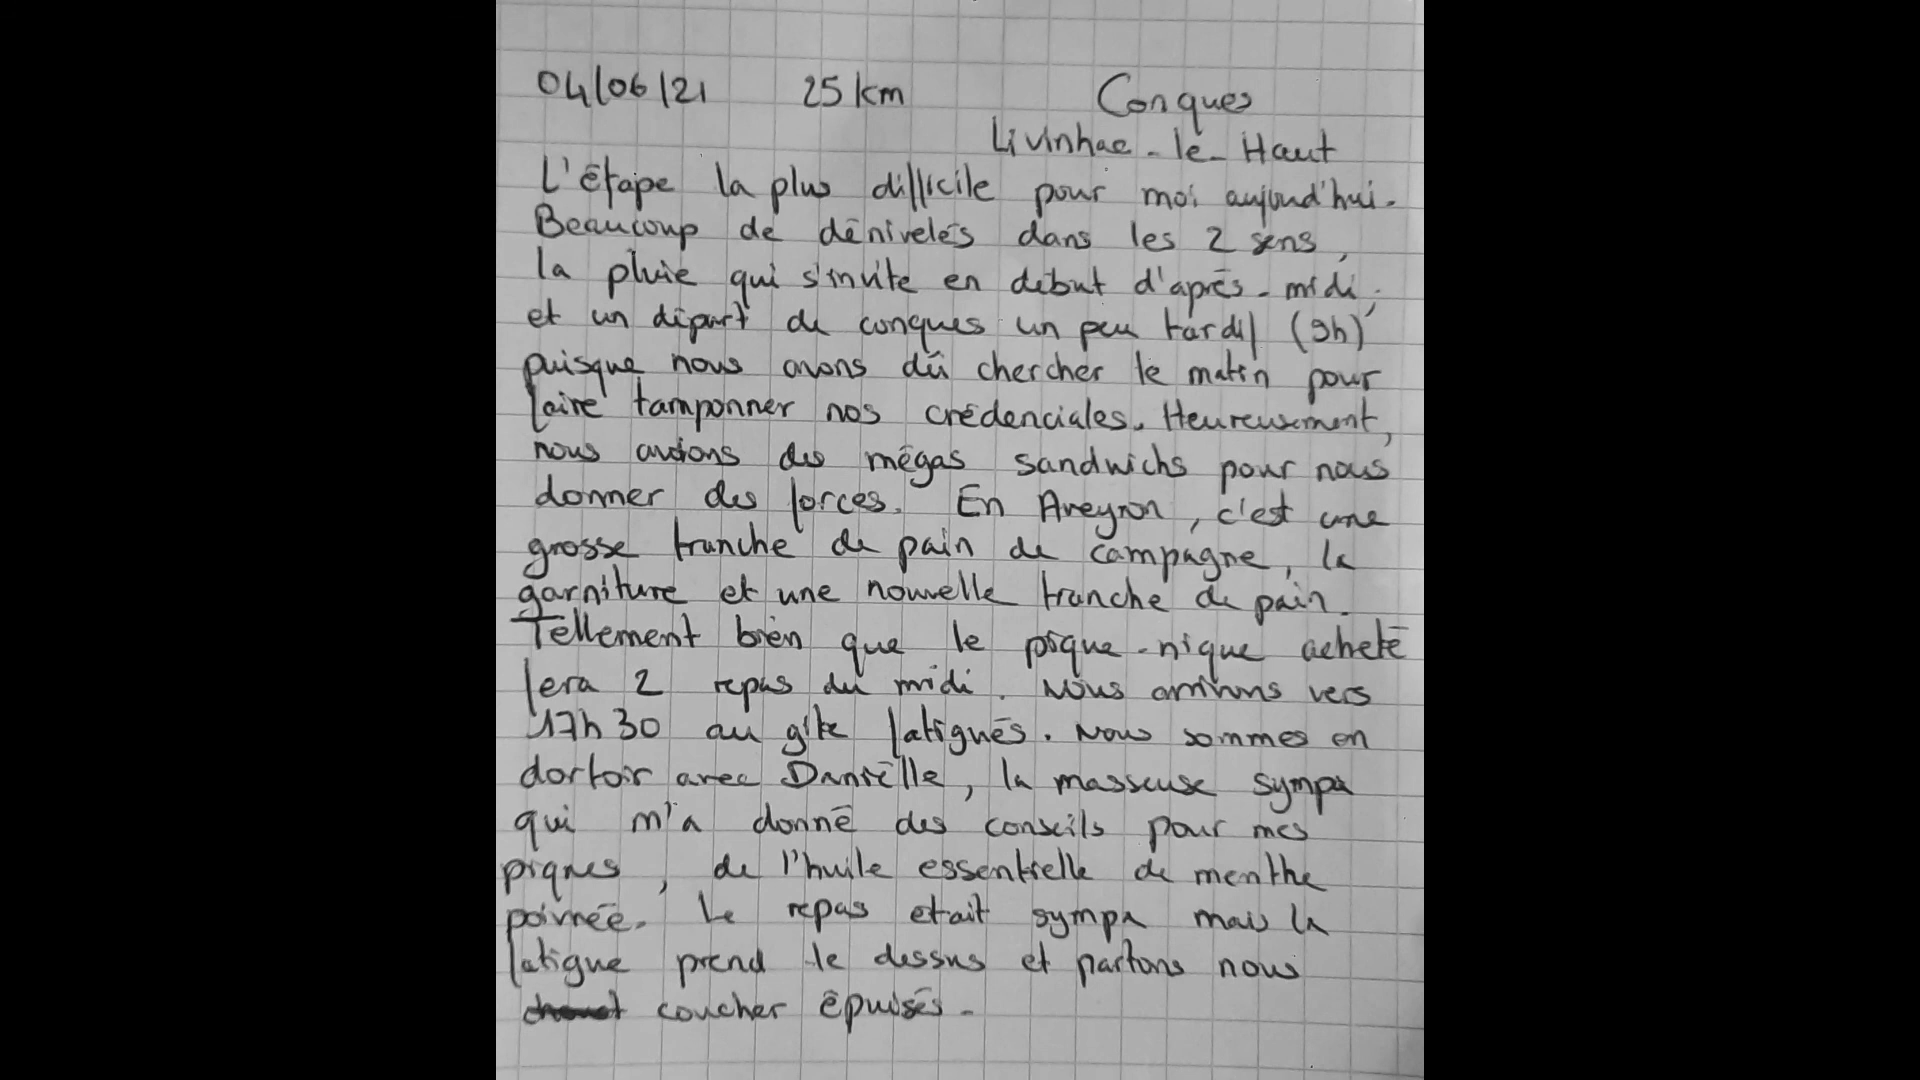 04/06/21 25 km Conques
Livinhac-le-Haut
L'étape la plus difficile pour moi aujourd'hui.
Beaucoup de dénivelés dans les 2 sens,
la pluie qui s'invite en début d'après-midi,
et un départ de conques un peu tardif (9h)
puisque nous avons dû chercher le matin pour
faire tamponner nos crédenciales. Heureusement,
nous avions des mégas sandwichs pour nous
donner des forces. En Aveyron, c'est une
grosse tranche de pain de campagne, la
garniture et une nouvelle tranche de pain.
Tellement bien que le pique-nique acheté
fera 2 repas du midi. Nous arrivons vers
17h30 au gîte fatigués. Nous sommes en
dortoir avec Danièlle, la masseuse sympa
qui m'a donné des conseils pour mes
piqres, de l'huile essentielle de menthe
poivrée. Le repas etait sympa mais la
fatigue prend le dessus et partons nous
coucher épuisés.